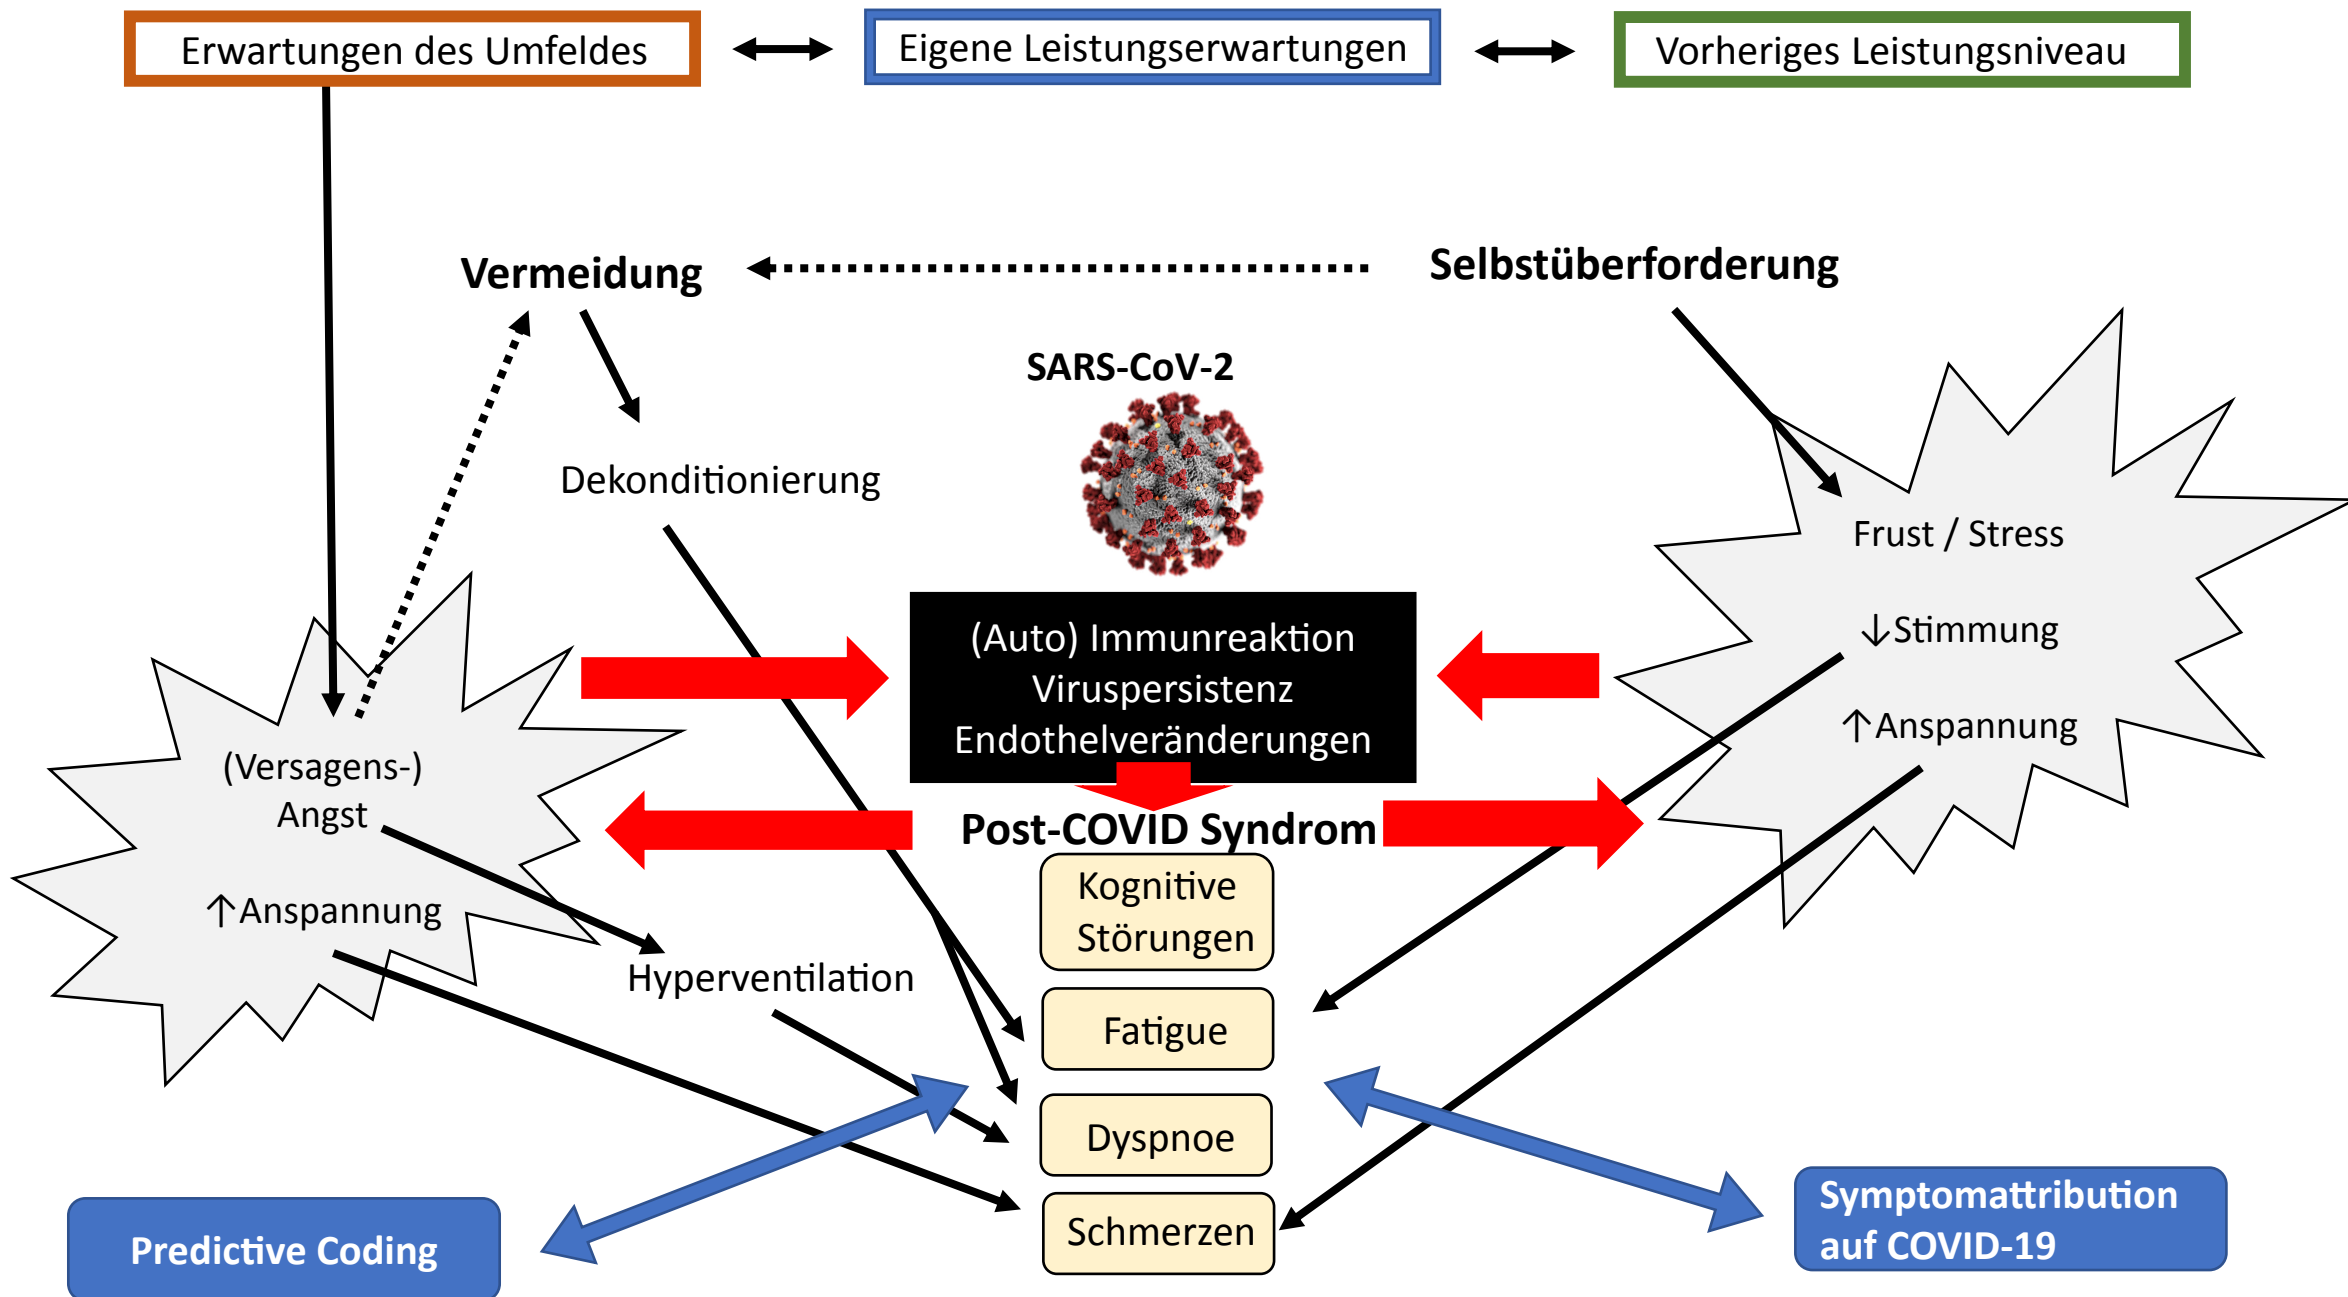 Erwartungen des Umfeldes
Eigene Leistungserwartungen
Vorheriges Leistungsniveau
Vermeidung
Selbstüberforderung
SARS-CoV-2
Dekonditionierung
Frust / Stress
↓Stimmung
↑Anspannung
(Auto) Immunreaktion
Viruspersistenz
Endothelveränderungen
(Versagens-)
Angst
↑Anspannung
Post-COVID Syndrom
Kognitive
Störungen
Hyperventilation
Fatigue
Dyspnoe
Schmerzen
Predictive Coding
Symptomattribution
auf COVID-19